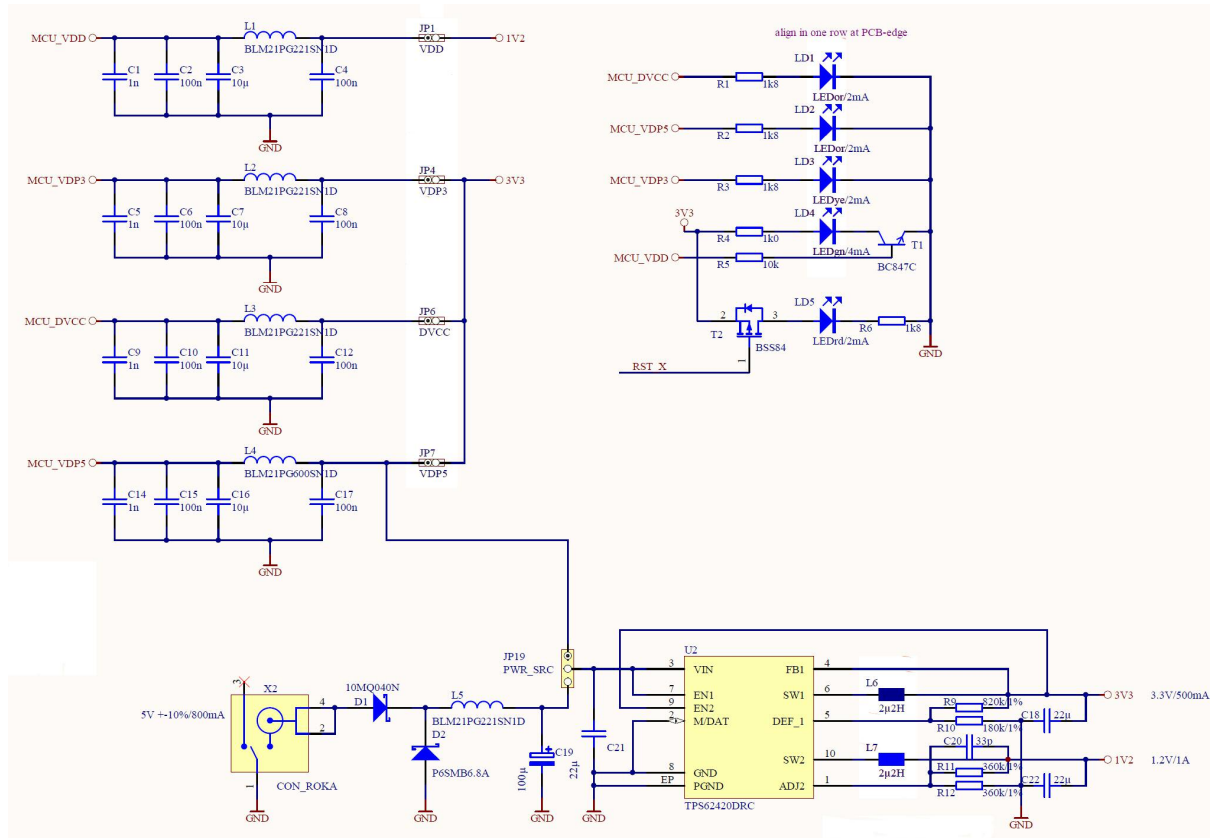 L1
JP1
MCU_VDD
1V2
BLM21PG221SN1D
VDD
C1
1n
C2
100n
C3
10µ
C4
100n
GND
L2
JP4
MCU_VDP3
3V3
BLM21PG221SN1D
VDP3
C5
1n
C6
100n
C7
10µ
C8
100n
GND
L3
JP6
MCU_DVCC
BLM21PG221SN1D
DVCC
C9
1n
C10
100n
C11
10µ
C12
100n
GND
L4
JP7
MCU_VDP5
BLM21PG600SN1D
VDP5
C14
1n
C15
100n
C16
10µ
C17
100n
GND
align in one row at PCB-edge
LD1
MCU_DVCC
R1
1k8
LEDor/2mA
LD2
MCU_VDP5
R2
1k8
LEDor/2mA
LD3
MCU_VDP3
R3
1k8
LEDye/2mA
3V3
LD4
R4
1k0
LEDgn/4mA
T1
MCU_VDD
R5
10k
BC847C
LD5
2
3
T2
BSS84
LEDrd/2mA
R6
1k8
1
RST_X
GND
JP19
PWR_SRC
3
X2
10MQ040N
4
D1
L5
5V +-10%/800mA
2
BLM21PG221SN1D
D2
C19
100µ
P6SMB6.8A
22µ
C21
1
CON_ROKA
GND
GND
GND
GND
U2
3
VIN
FB1
4
7
EN1
SW1
6
9
EN2
2
M/DAT
DEF_1
5
SW2
10
8
GND
EP
PGND
ADJ2
1
TPS62420DRC
L6
2µ2H
R9
820k/1%
R10
180k/1%
C18
22µ
3V3
3.3V/500mA
C20
33p
L7
2µ2H
R11
360k/1%
R12
360k/1%
C22
22µ
1V2
1.2V/1A
GND